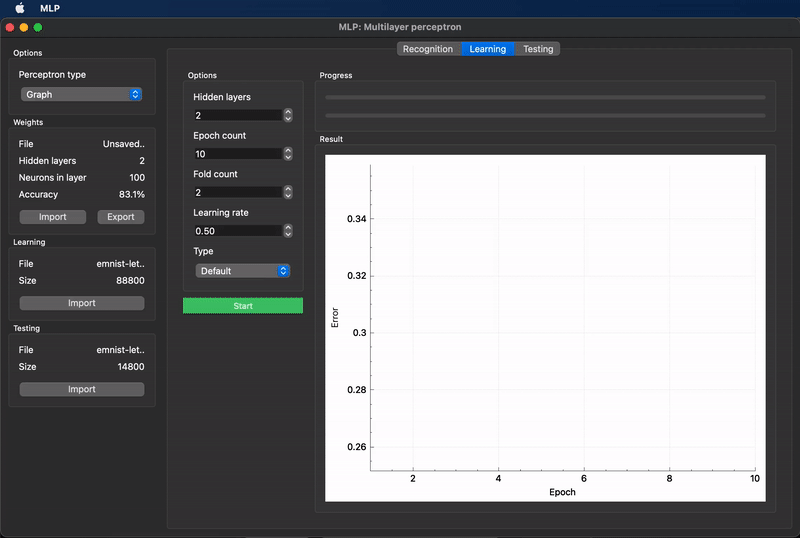 MLP
MLP: Multilayer perceptron
Recognition Learning Testing
Options
Perceptron type
Graph
Weights
File Unsaved..
Hidden layers 2
Neurons in layer 100
Accuracy 83.1%
Import Export
Learning
File emnist-let..
Size 88800
Import
Testing
File emnist-let..
Size 14800
Import
Options
Hidden layers
2
Epoch count
10
Fold count
2
Learning rate
0.50
Type
Default
Start
Progress
Result
0.34
0.32
0.3
0.28
0.26
Error
2 4 6 8 10
Epoch